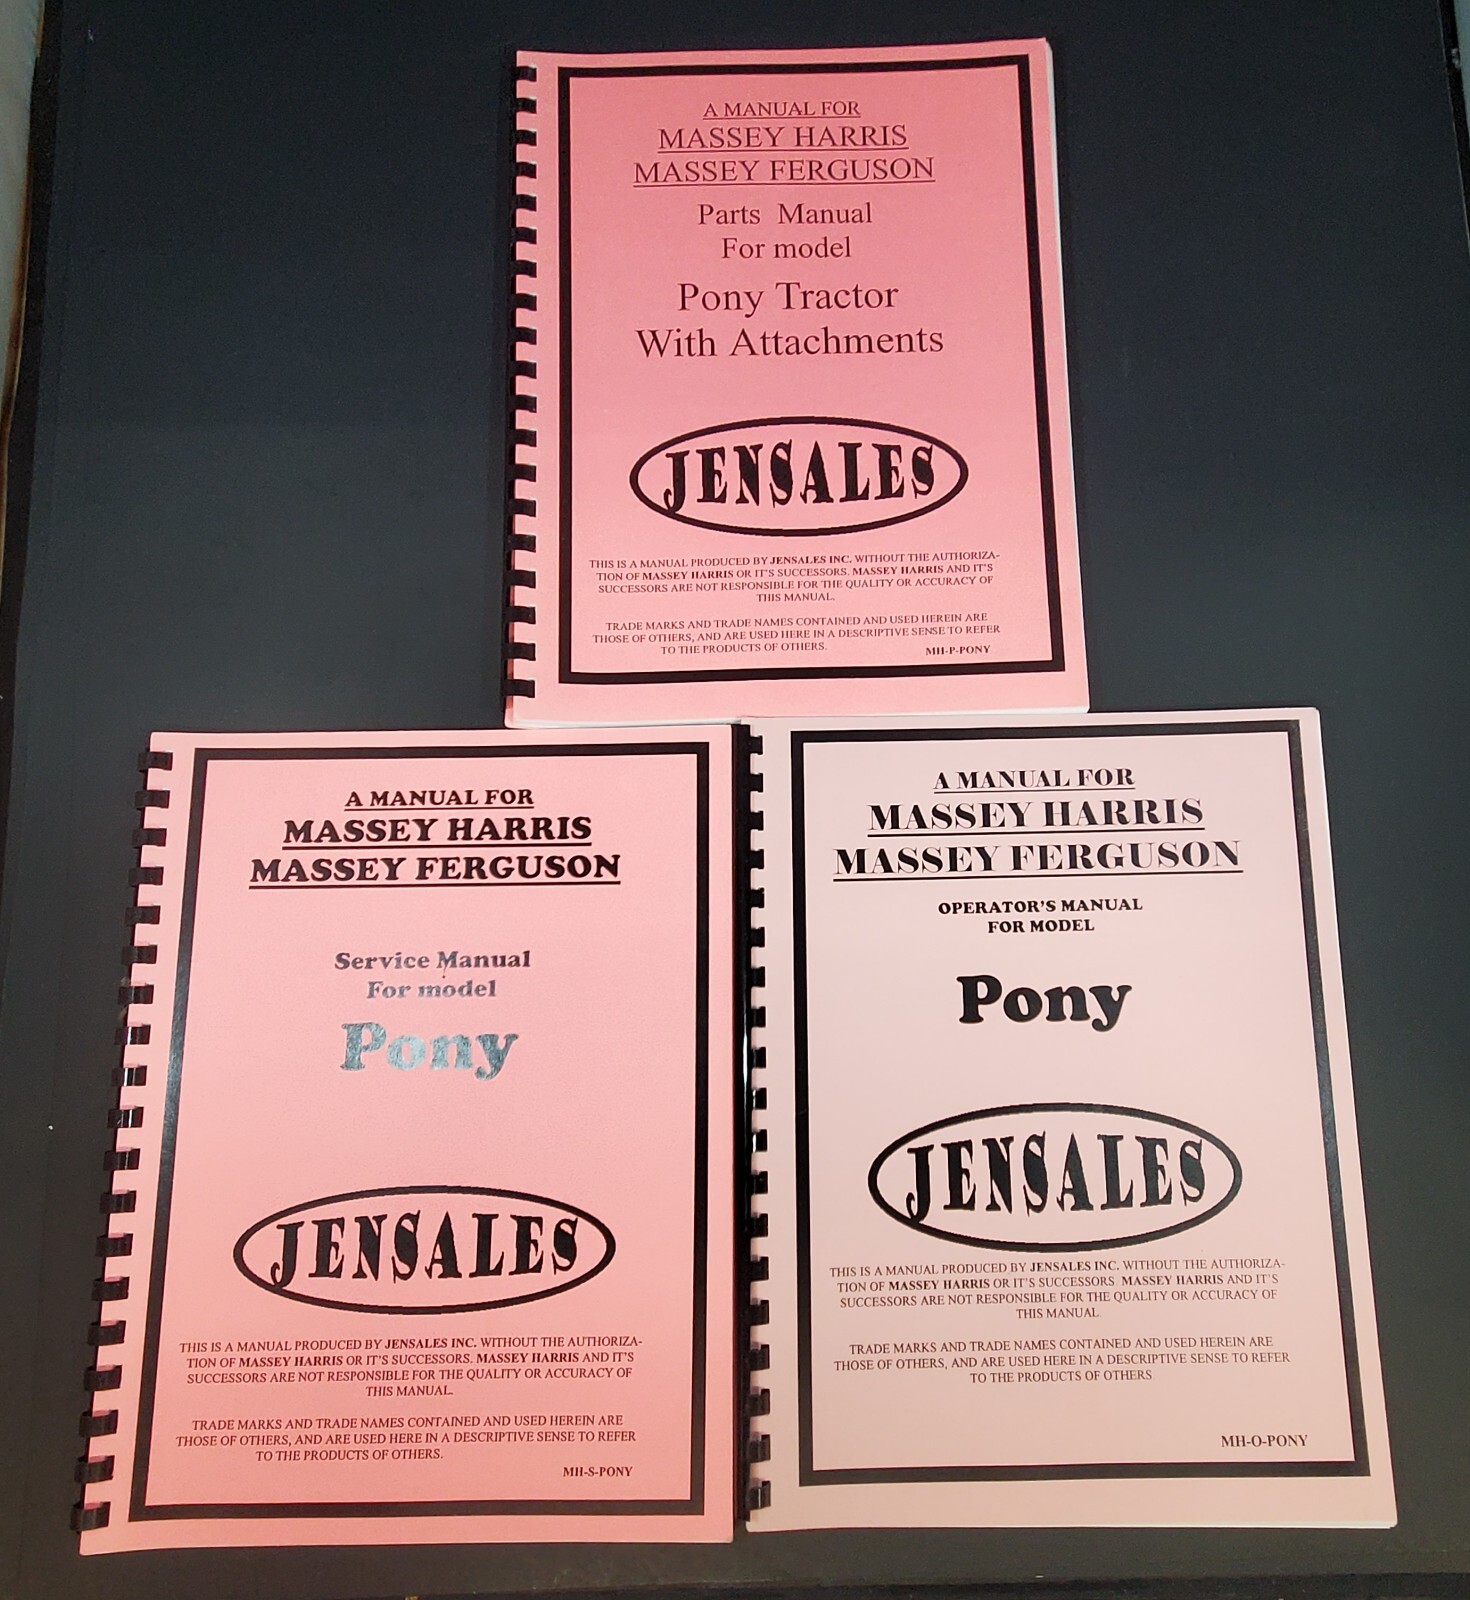 A MANUAL FOR
MASSEY HARRIS
MASSEY FERGUSON
Parts Manual
For model
Pony Tractor
With Attachments
JENSALES
THIS IS A MANUAL PRODUCED BY JENSALES INC. WITHOUT THE AUTHORIZA-
TION OF MASSEY HARRIS OR IT'S SUCCESSORS. MASSEY HARRIS AND IT'S
SUCCESSORS ARE NOT RESPONSIBLE FOR THE QUALITY OR ACCURACY OF
THIS MANUAL.
TRADE MARKS AND TRADE NAMES CONTAINED AND USED HEREIN ARE
THOSE OF OTHERS, AND ARE USED HERE IN A DESCRIPTIVE SENSE TO REFER
TO THE PRODUCTS OF OTHERS.
MH-P-PONY
A MANUAL FOR
MASSEY HARRIS
MASSEY FERGUSON
Service Manual
For model
Pony
JENSALES
THIS IS A MANUAL PRODUCED BY JENSALES INC. WITHOUT THE AUTHORIZA-
TION OF MASSEY HARRIS OR IT'S SUCCESSORS. MASSEY HARRIS AND IT'S
SUCCESSORS ARE NOT RESPONSIBLE FOR THE QUALITY OR ACCURACY OF
THIS MANUAL.
TRADE MARKS AND TRADE NAMES CONTAINED AND USED HEREIN ARE
THOSE OF OTHERS, AND ARE USED HERE IN A DESCRIPTIVE SENSE TO REFER
TO THE PRODUCTS OF OTHERS.
MH-S-PONY
A MANUAL FOR
MASSEY HARRIS
MASSEY FERGUSON
OPERATOR'S MANUAL
FOR MODEL
Pony
JENSALES
THIS IS A MANUAL PRODUCED BY JENSALES INC. WITHOUT THE AUTHORIZA-
TION OF MASSEY HARRIS OR IT'S SUCCESSORS MASSEY HARRIS AND IT'S
SUCCESSORS ARE NOT RESPONSIBLE FOR THE QUALITY OR ACCURACY OF
THIS MANUAL
TRADE MARKS AND TRADE NAMES CONTAINED AND USED HEREIN ARE
THOSE OF OTHERS, AND ARE USED HERE IN A DESCRIPTIVE SENSE TO REFER
TO THE PRODUCTS OF OTHERS
MH-O-PONY